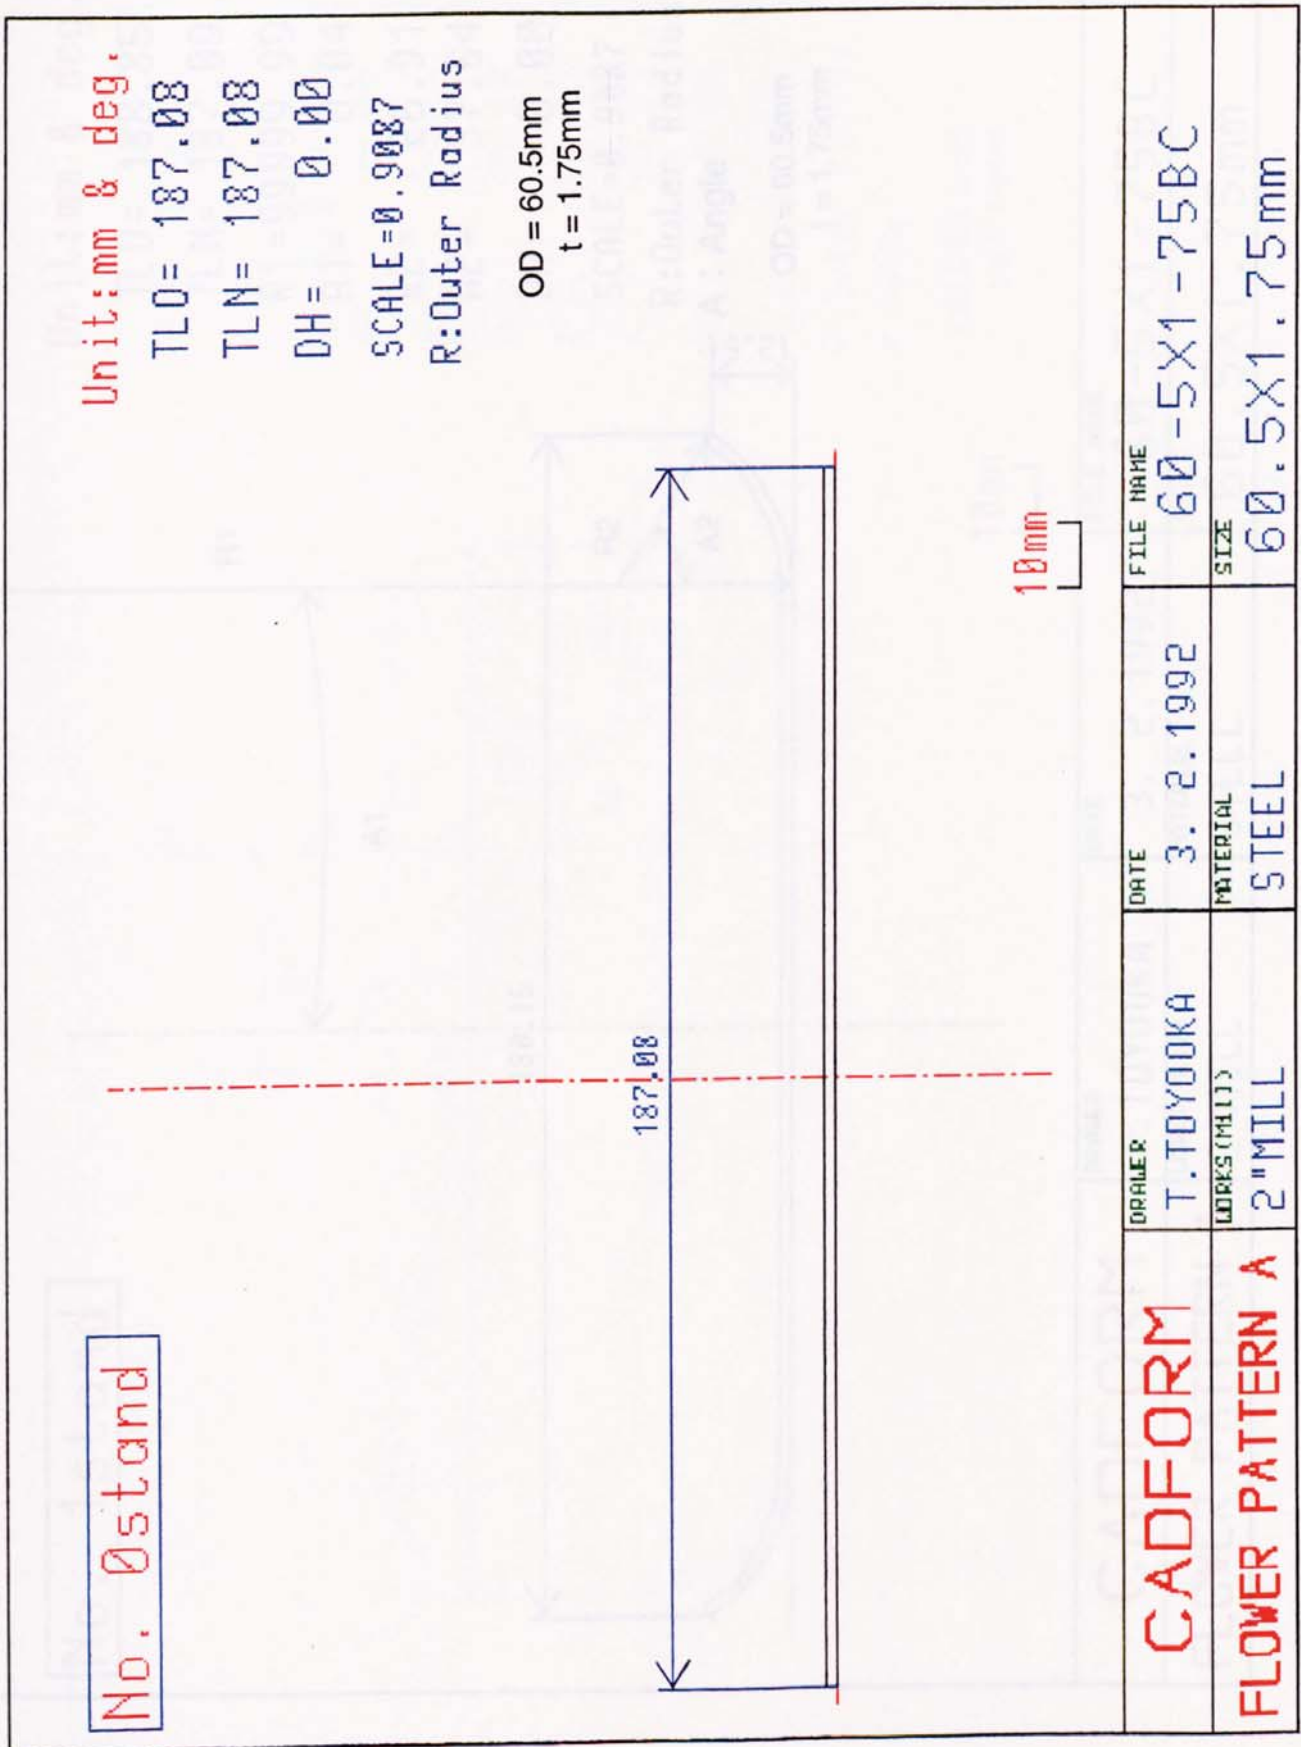 No. 0stand
Unit:mm & deg.
TLO= 187.08
TLN= 187.08
DH= 0.00
SCALE=0.9087
R:Outer Radius
OD = 60.5mm
t = 1.75mm
187.08
10mm
CADFORM
FLOWER PATTERN A
DRAWER
T.TOYOOKA
DATE
3. 2.1992
FILE NAME
60-5X1-75BC
WORKS(Mill)
2"MILL
MATERIAL
STEEL
SIZE
60.5X1.75mm